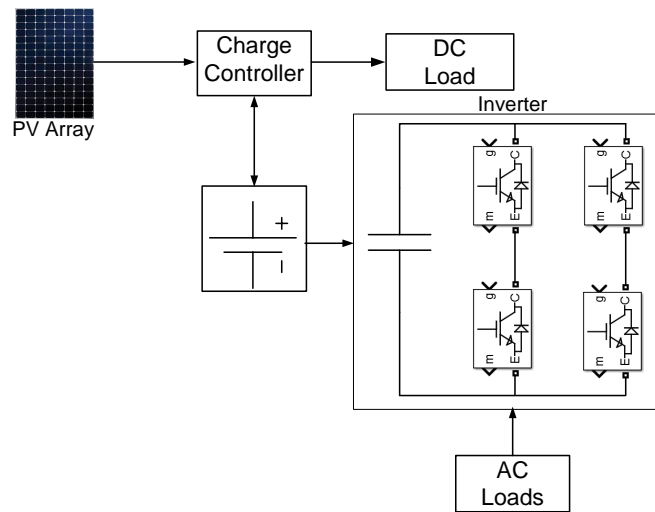 Charge
Controller
DC
Load
PV Array
Inverter
g
C
m
E
g
C
m
E
+
−
g
C
m
E
g
C
m
E
AC
Loads